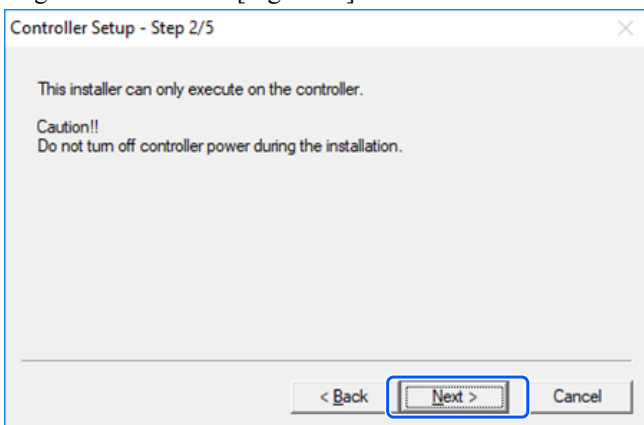 Controller Setup - Step 2/5
This installer can only execute on the controller.
Caution!!
Do not turn off controller power during the installation.
< Back
Next >
Cancel